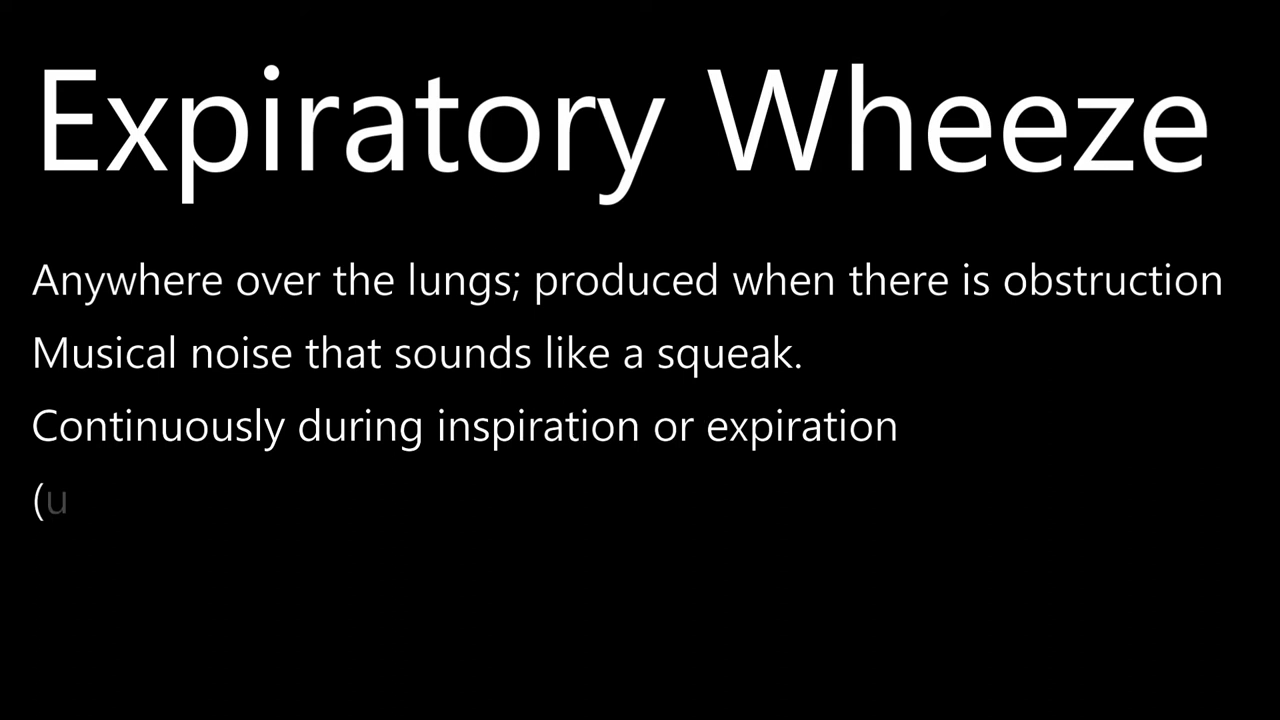 Expiratory Wheeze
Anywhere over the lungs; produced when there is obstruction
Musical noise that sounds like a squeak.
Continuously during inspiration or expiration
(u